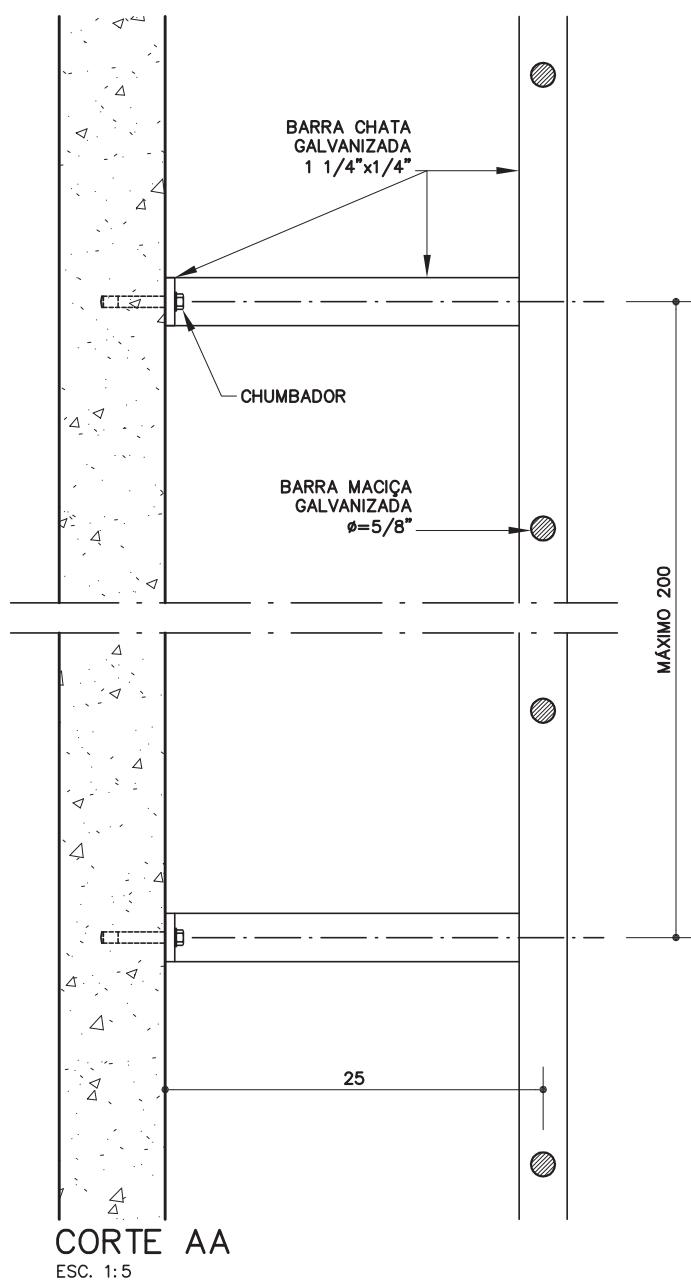 BARRA CHATA
GALVANIZADA
1 1/4"x1/4"
CHUMBADOR
BARRA MACIÇA
GALVANIZADA
ø=5/8"
MÁXIMO 200
25
CORTE AA
ESC. 1:5